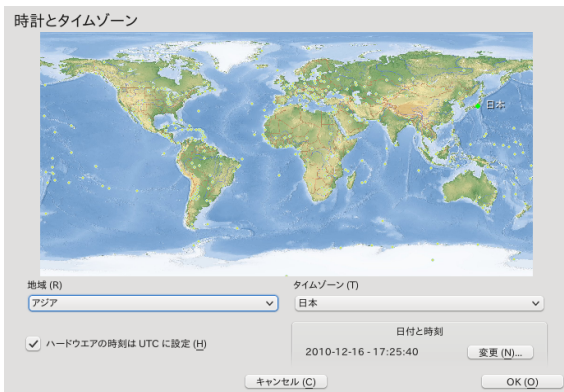 時計とタイムゾーン
日本
地域 (R)
タイムゾーン (T)
アジア
日本
ハードウエアの時刻は UTC に設定 (H)
日付と時刻
2010-12-16 - 17:25:40
変更 (N)...
キャンセル (C)
OK (O)